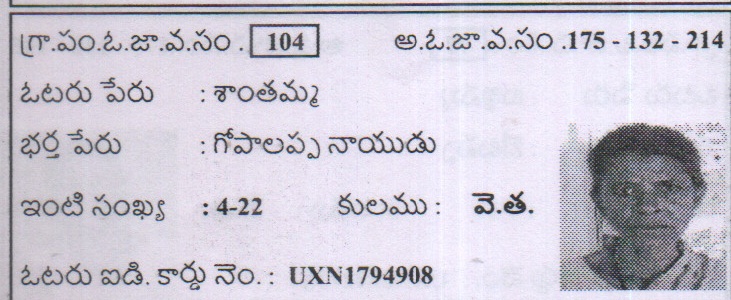 గ్రా.పం.ఓ.జా.వ.సం. 104 అ.ఓ.జా.వ.సం.175 - 132 - 214
ఓటరు పేరు : శాంతమ్మ
భర్త పేరు : గోపాలప్ప నాయుడు
ఇంటి సంఖ్య : 4-22 కులము : వె.త.
ఓటరు ఐడి. కార్డు నెం. : UXN1794908